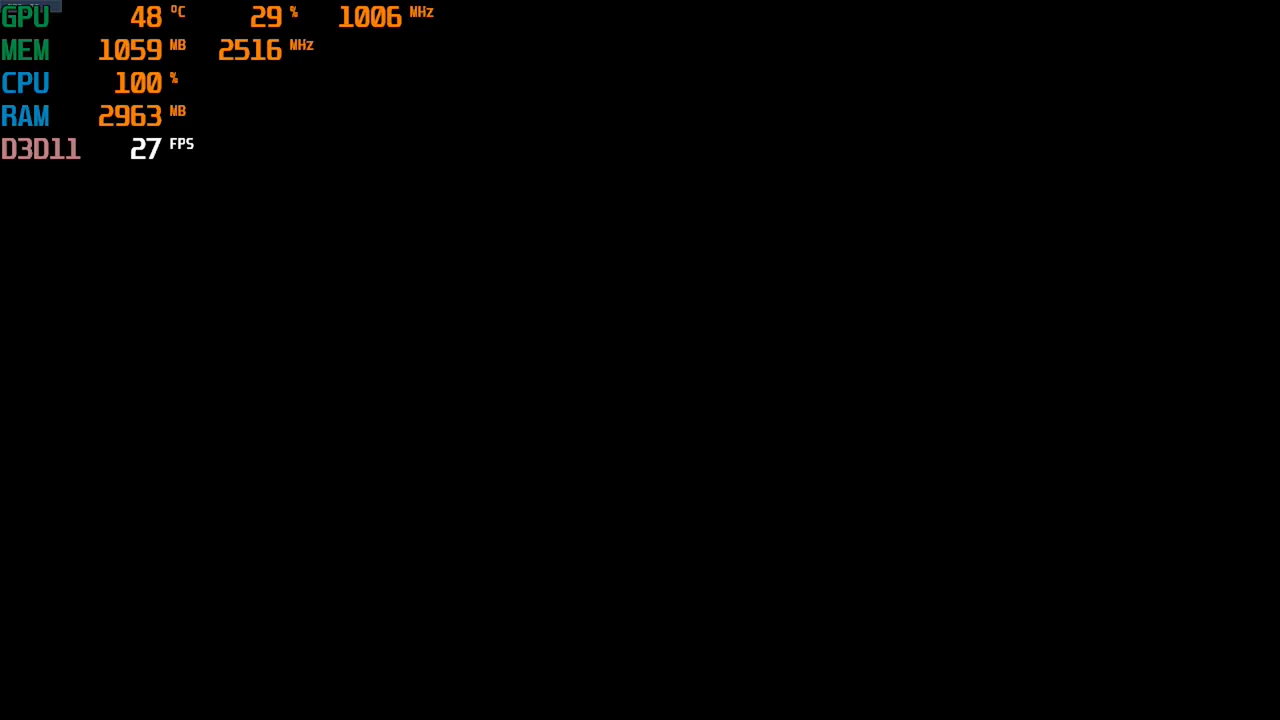 GPU 48 °C 29 % 1006 MHz
MEM 1059 MB 2516 MHz
CPU 100 %
RAM 2963 MB
D3D11 27 FPS